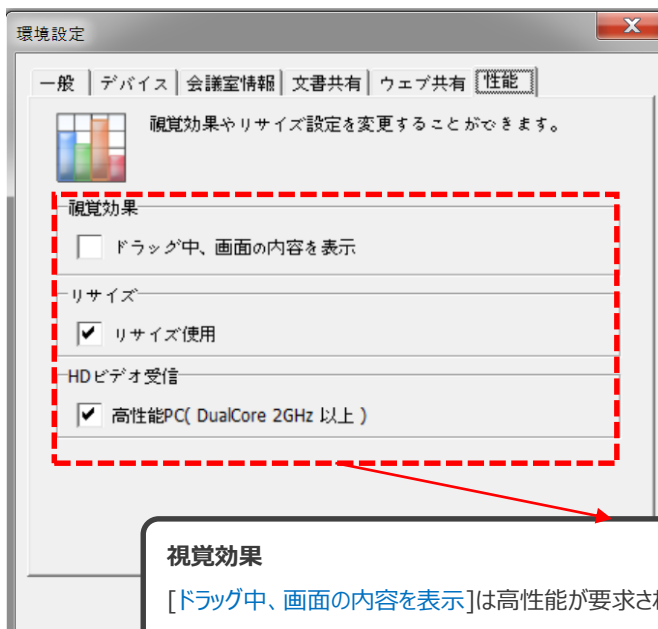 環境設定
一般 デバイス 会議室情報 文書共有 ウェブ共有 性能
視覚効果やリサイズ設定を変更することができます。
視覚効果
ドラッグ中、画面の内容を表示
リサイズ
リサイズ使用
HDビデオ受信
高性能PC( DualCore 2GHz 以上 )
視覚効果
[ドラッグ中、画面の内容を表示]は高性能が要求さ